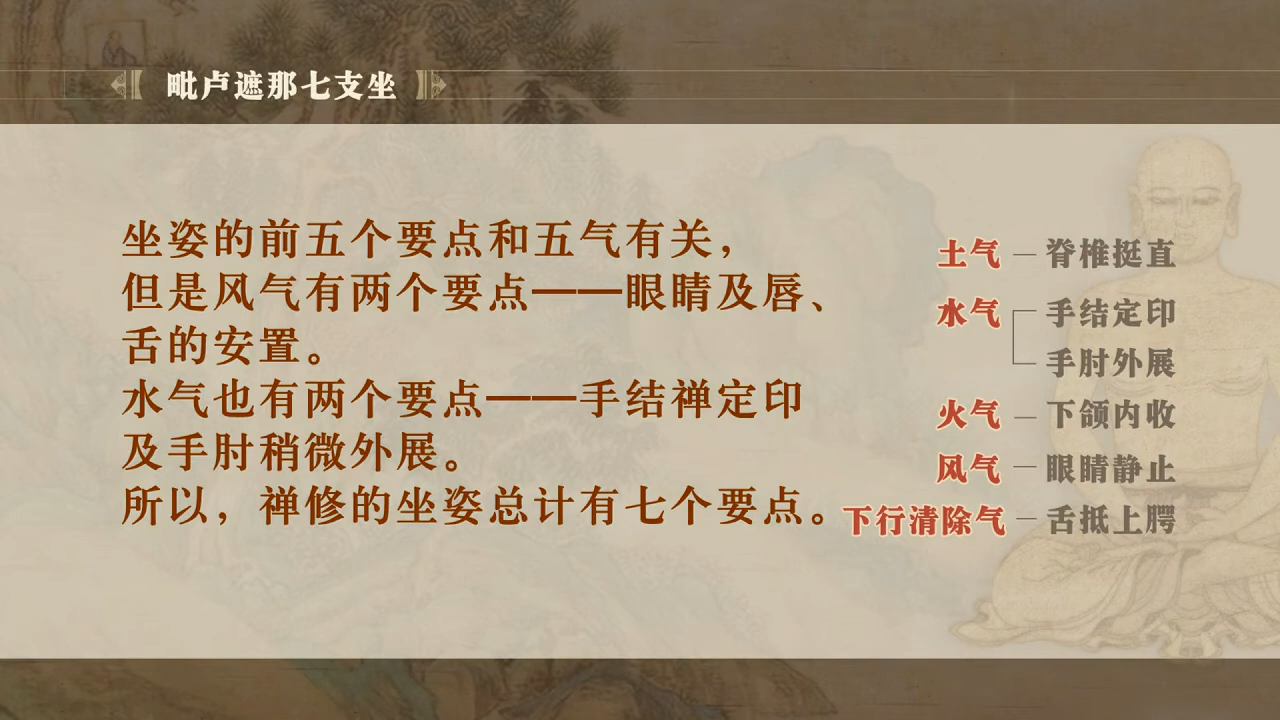 毗卢遮那七支坐
坐姿的前五个要点和五气有关，
但是风气有两个要点——眼睛及唇、
舌的安置。
水气也有两个要点——手结禅定印
及手肘稍微外展。
所以，禅修的坐姿总计有七个要点。
土气 — 脊椎挺直
水气 手结定印
手肘外展
火气 — 下颌内收
风气 — 眼睛静止
下行清除气 — 舌抵上腭